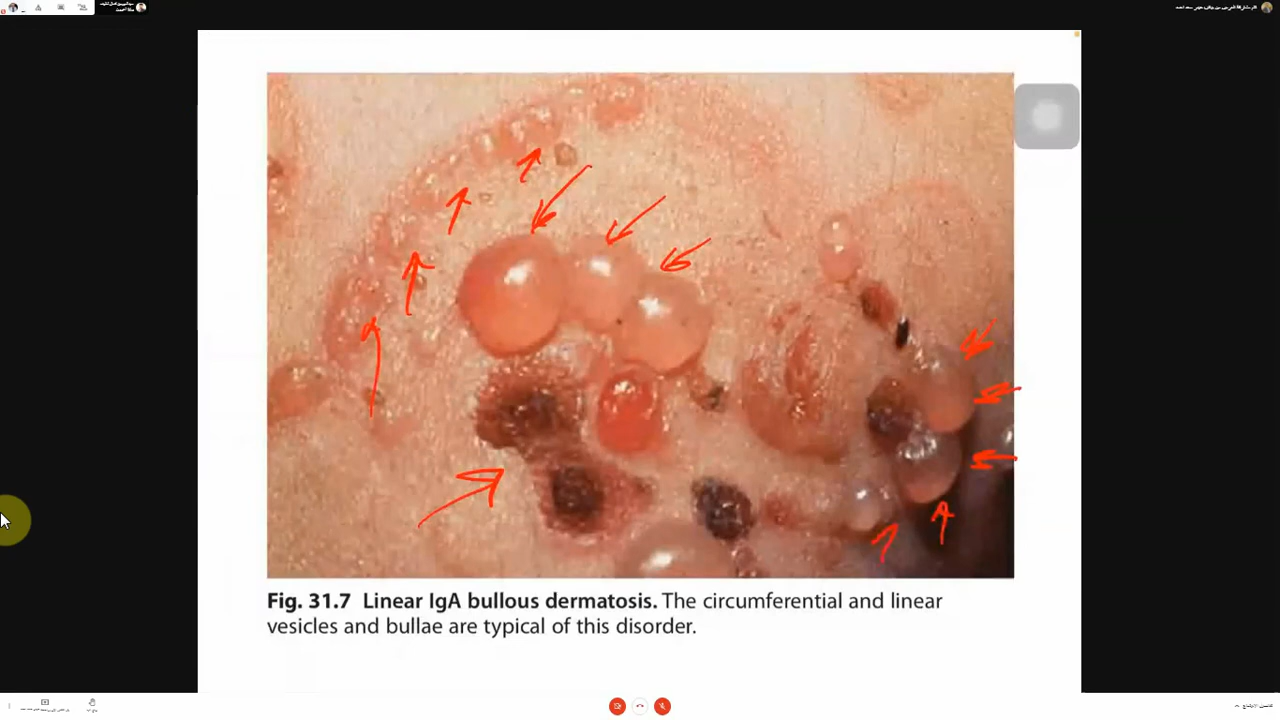 Fig. 31.7 Linear IgA bullous dermatosis. The circumferential and linear
vesicles and bullae are typical of this disorder.